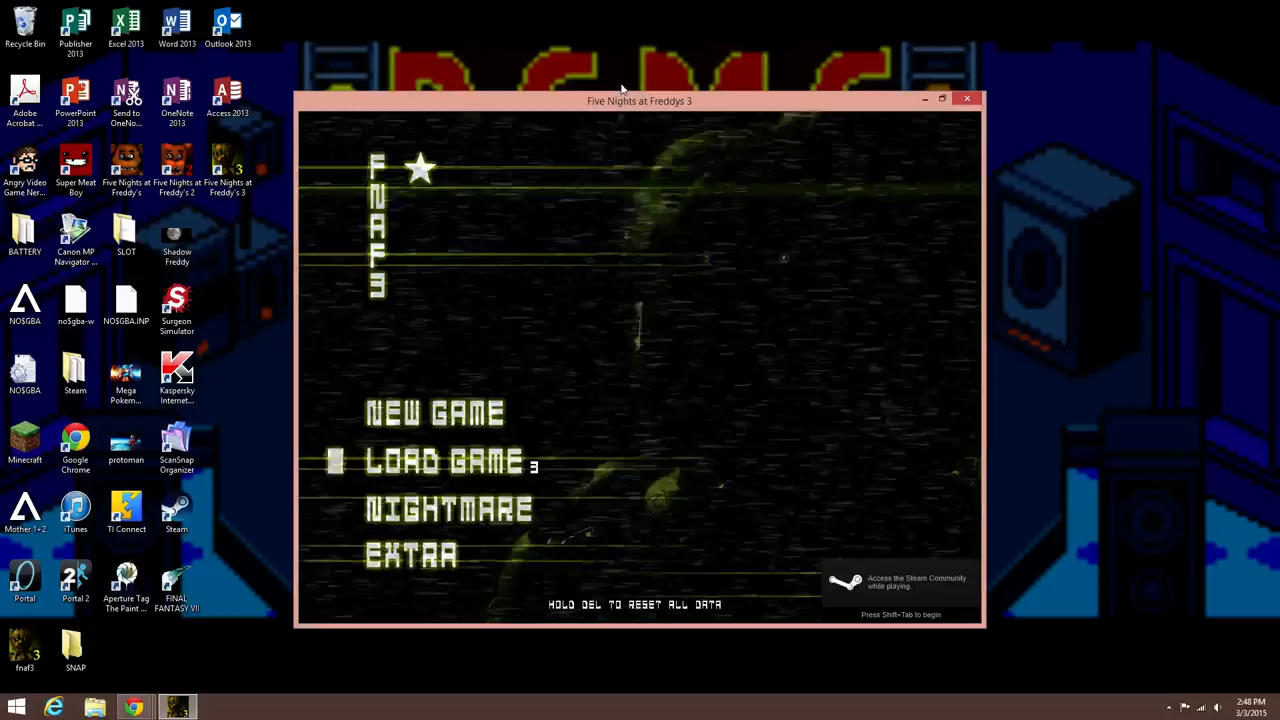 Recycle Bin
Publisher 2013
Excel 2013
Word 2013
Outlook 2013
Adobe Acrobat ...
PowerPoint 2013
Send to OneNo...
OneNote 2013
Access 2013
Angry Video Game Ner...
Super Meat Boy
Five Nights at Freddy's
Five Nights at Freddy's 2
Five Nights at Freddy's 3
3
BATTERY
Canon MP Navigator ...
SLOT
Shadow Freddy
NO$GBA
no$gba-w
NO$GBA.INP
Surgeon Simulator
NO$GBA
Steam
Mega Pokem...
Kaspersky Internet...
Minecraft
Google Chrome
protoman
ScanSnap Organizer
Mother 1+2
iTunes
TI Connect
Steam
Portal
Portal 2
Aperture Tag The Paint ...
FINAL FANTASY VII
fnaf3
3
SNAP
Five Nights at Freddys 3
F
N
A
F
3
NEW GAME
LOAD GAME 3
NIGHTMARE
EXTRA
HOLD DEL TO RESET ALL DATA
Access the Steam Community
while playing.
Press Shift+Tab to begin
3
2:48 PM
3/3/2015